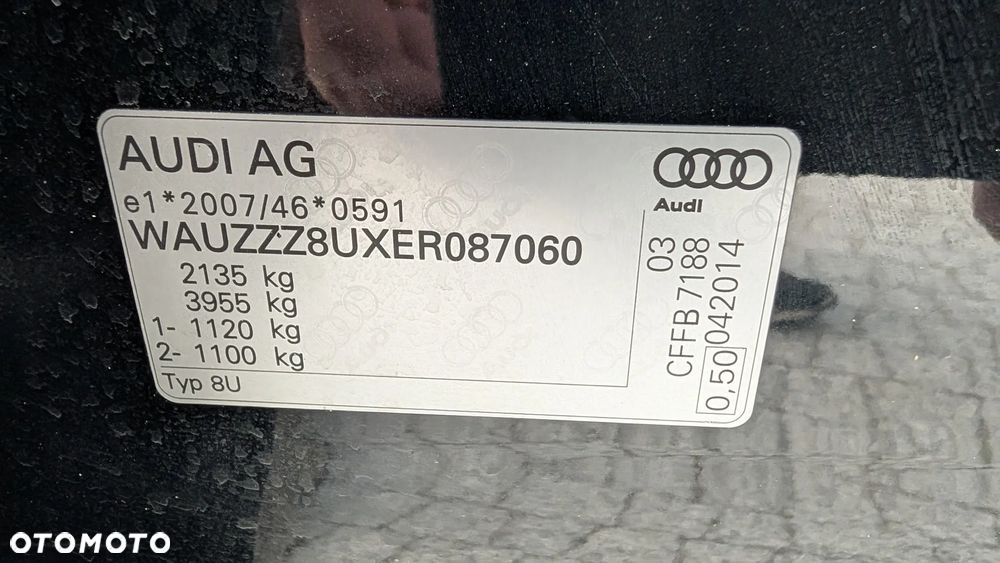 AUDI AG
Audi
e1*2007/46*0591
WAUZZZ8UXER087060
2135 kg
3955 kg
1- 1120 kg
2- 1100 kg
Typ 8U
03
CFFB 7188
0,50 042014
OTOMOTO